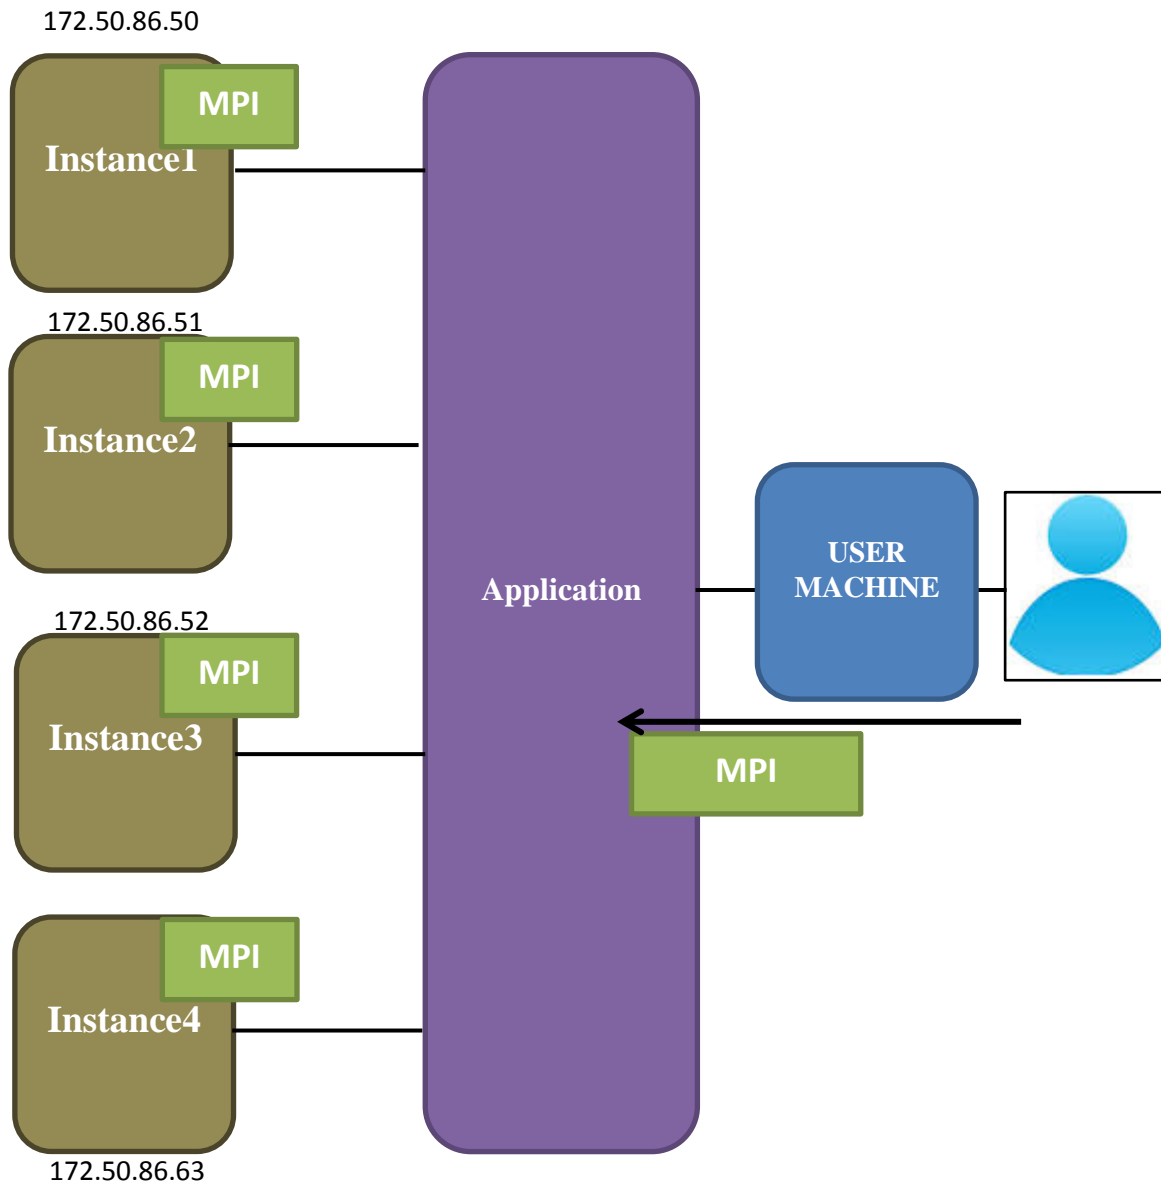 172.50.86.50
MPI
Instance1
172.50.86.51
MPI
Instance2
172.50.86.52
MPI
Instance3
MPI
Instance4
172.50.86.63
Application
USER
MACHINE
MPI